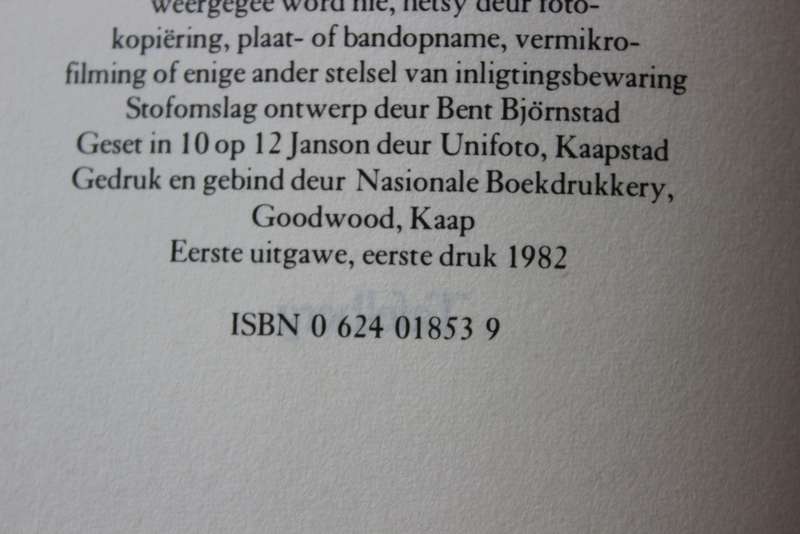 weergegee word nie, hetsy deur foto-
kopiëring, plaat- of bandopname, vermikro-
filming of enige ander stelsel van inligtingsbewaring
Stofomslag ontwerp deur Bent Björnstad
Geset in 10 op 12 Janson deur Unifoto, Kaapstad
Gedruk en gebind deur Nasionale Boekdrukkery,
Goodwood, Kaap
Eerste uitgawe, eerste druk 1982
ISBN 0 624 01853 9